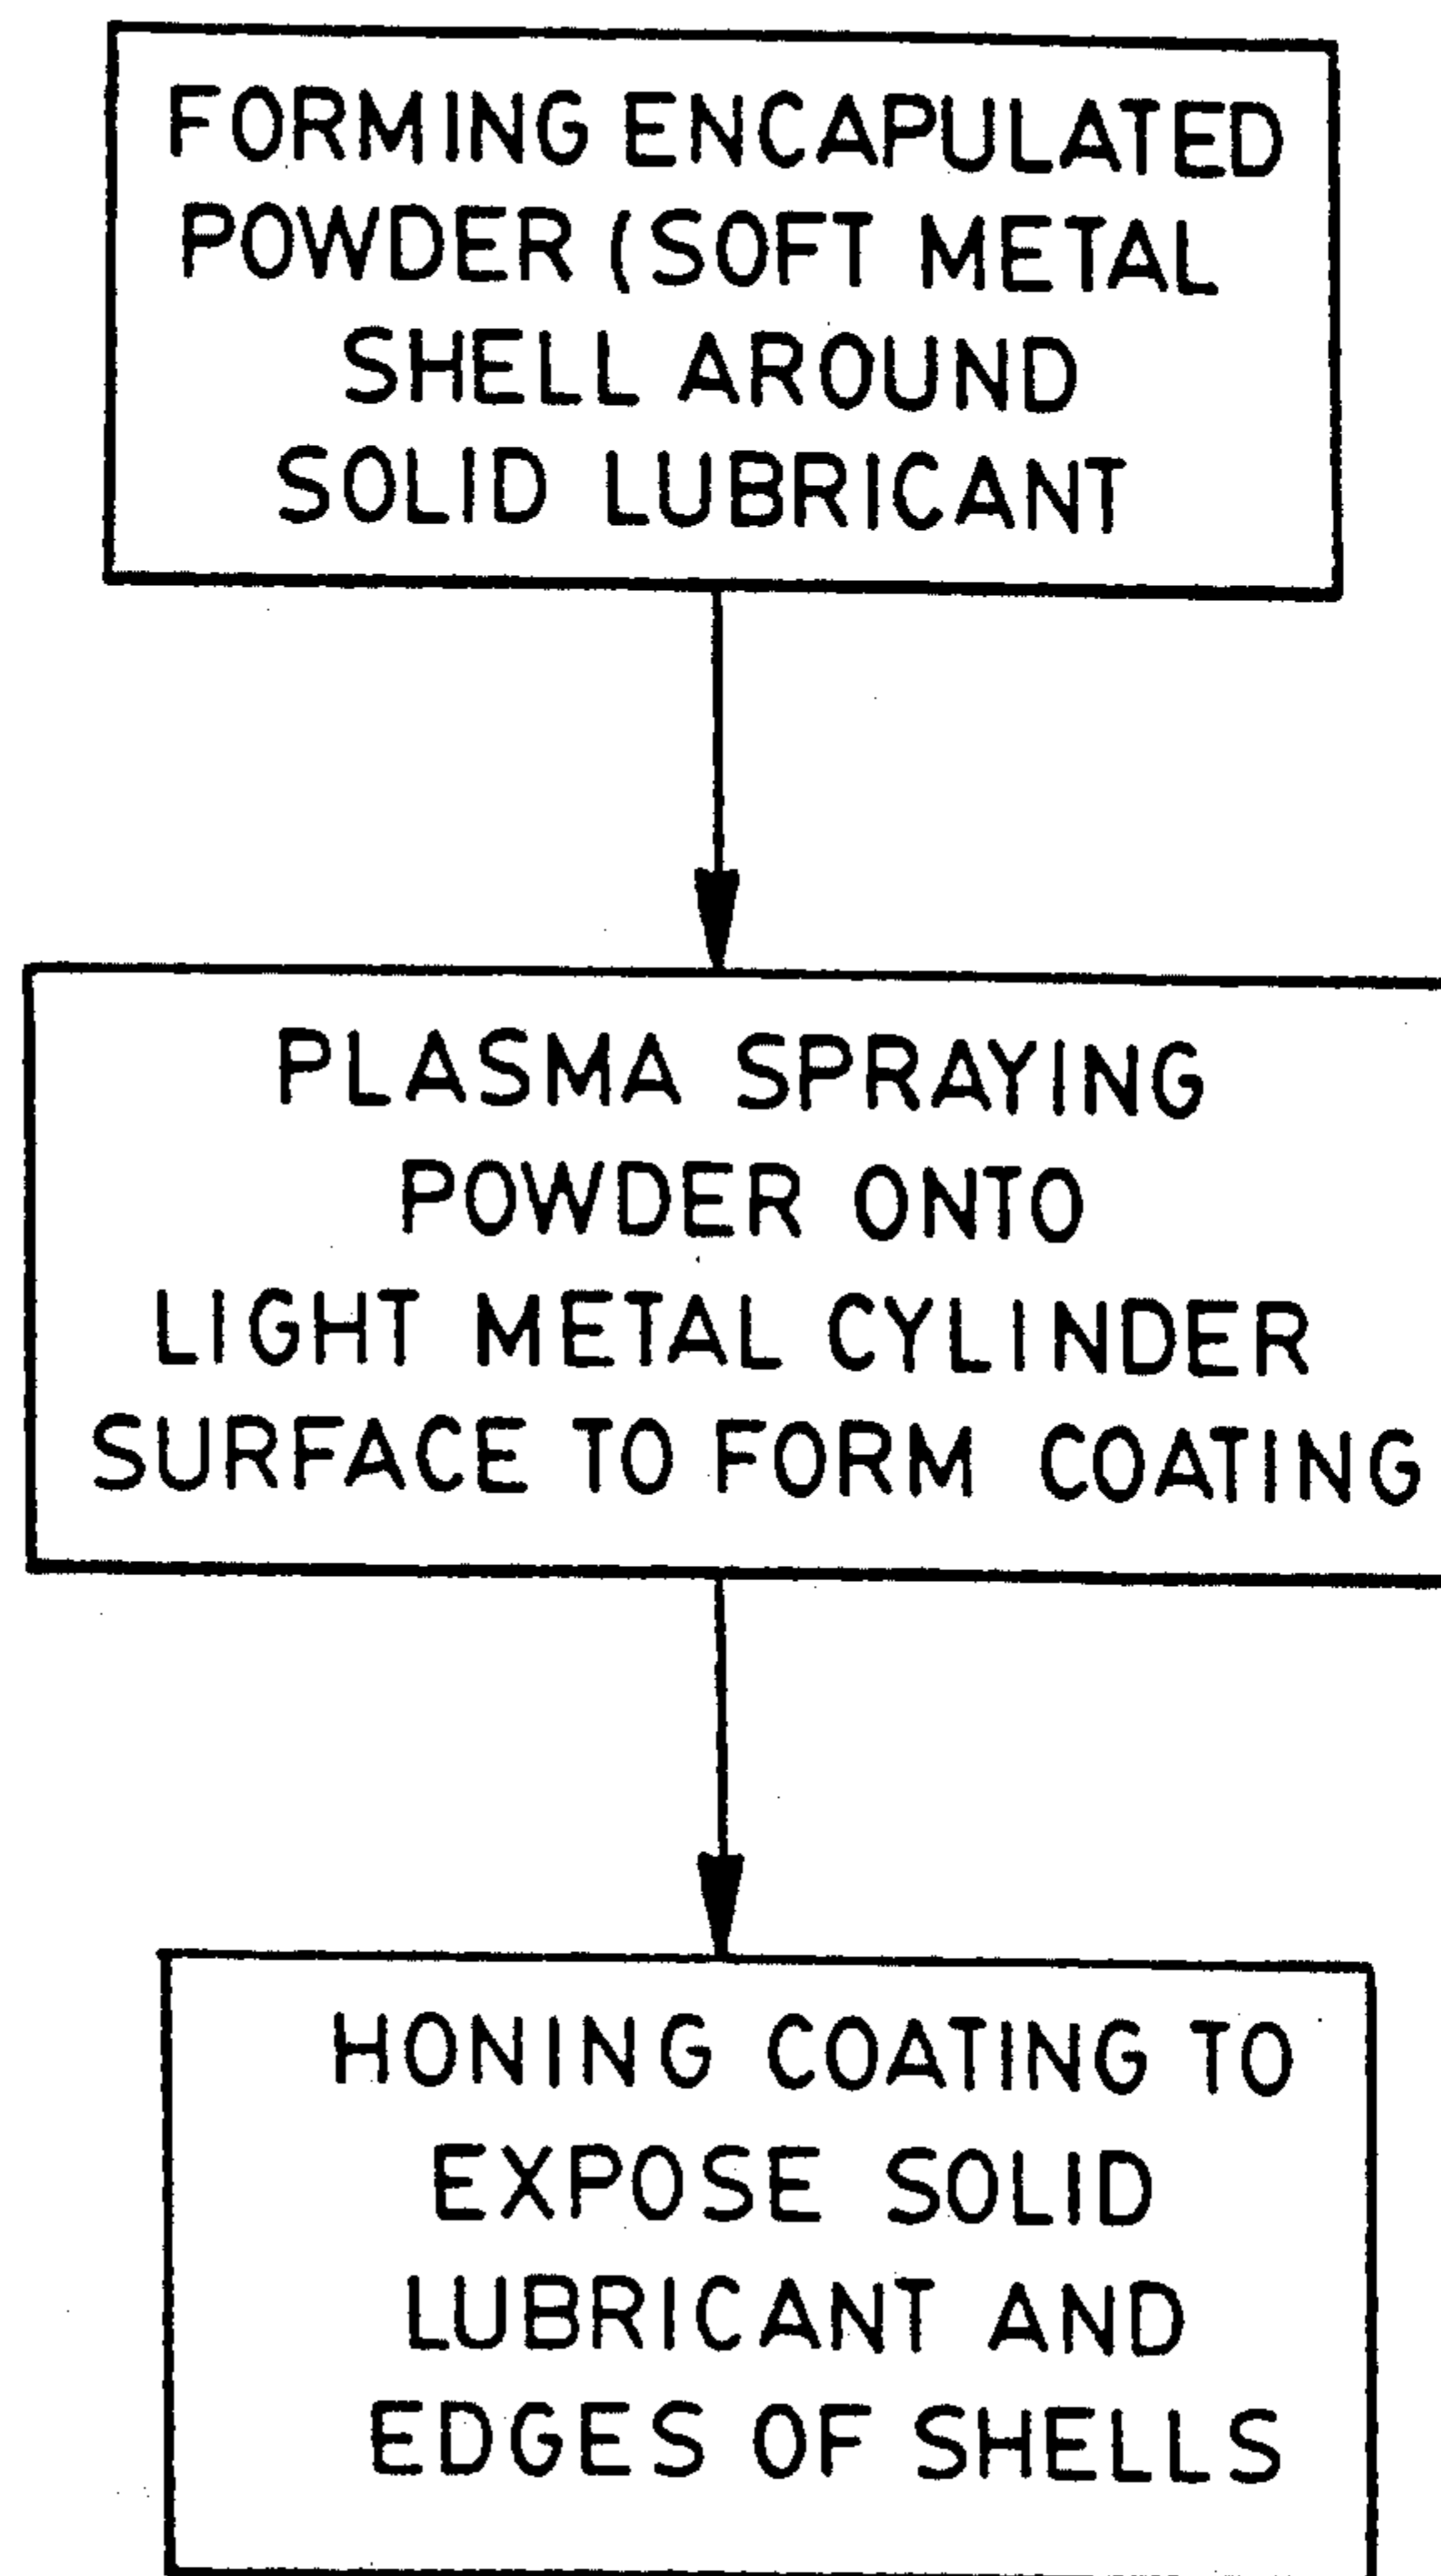 FORMING ENCAPULATED
POWDER (SOFT METAL
SHELL AROUND
SOLID LUBRICANT
PLASMA SPRAYING
POWDER ONTO
LIGHT METAL CYLINDER
SURFACE TO FORM COATING
HONING COATING TO
EXPOSE SOLID
LUBRICANT AND
EDGES OF SHELLS